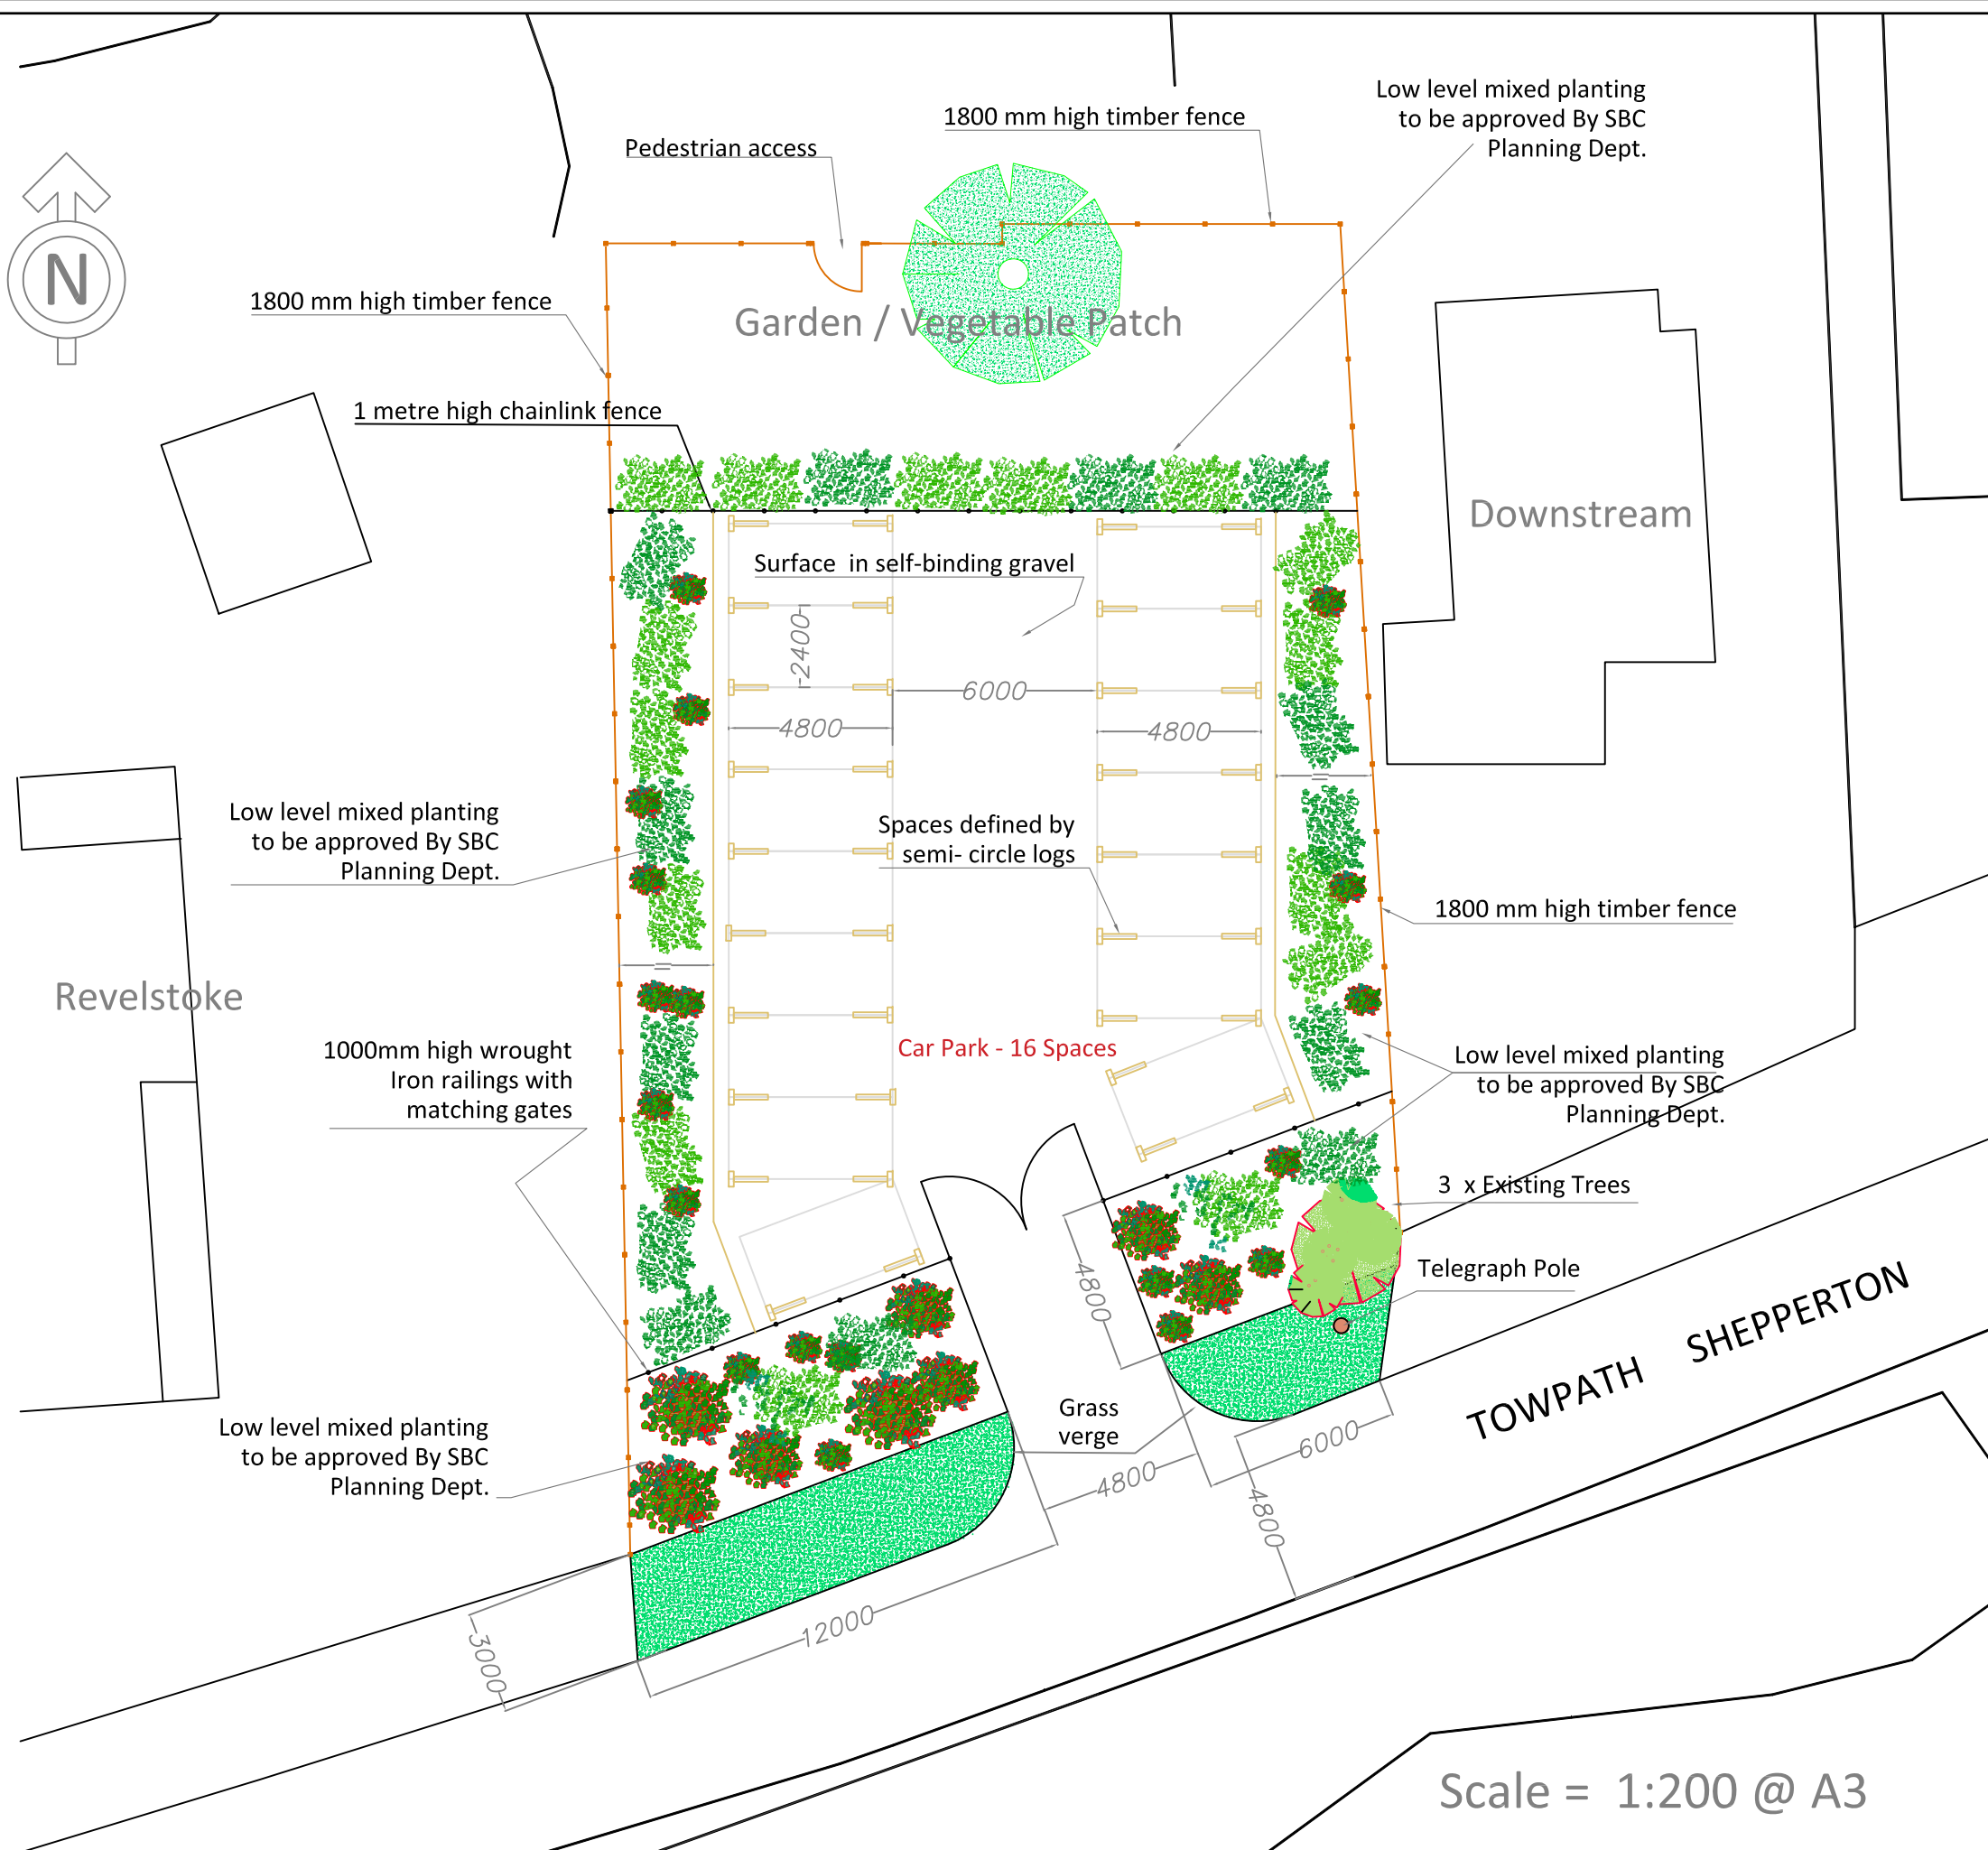 Low level mixed planting
to be approved By SBC
Planning Dept.
1800 mm high timber fence
Pedestrian access
N
1800 mm high timber fence
Garden / Vegetable Patch
1 metre high chainlink fence
Downstream
Surface  in self-binding gravel
2400
6000
4800
4800
Low level mixed planting
to be approved By SBC
Planning Dept.
Spaces defined by
semi- circle logs
1800 mm high timber fence
Revelstoke
1000mm high wrought
Iron railings with
matching gates
Car Park - 16 Spaces
Low level mixed planting
to be approved By SBC
Planning Dept.
3  x Existing Trees
Telegraph Pole
4800
TOWPATH    SHEPPERTON
Grass
verge
Low level mixed planting
to be approved By SBC
Planning Dept.
6000
4800
4800
12000
3000
Scale =  1:200 @ A3